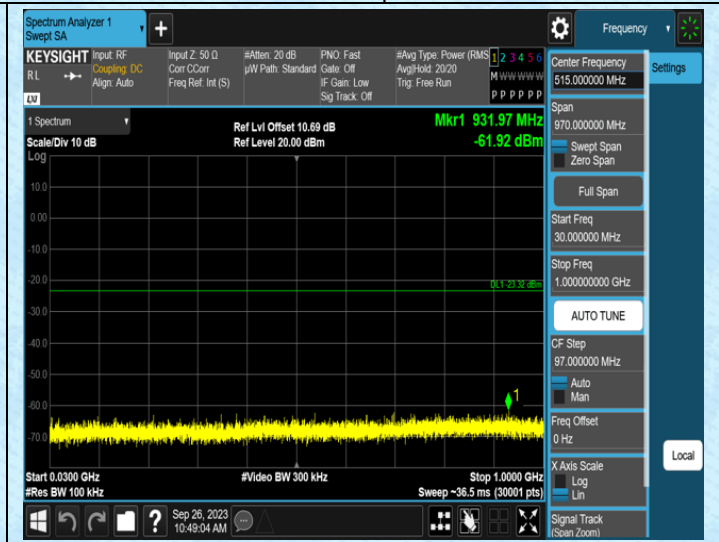 Spectrum Analyzer 1
Swept SA
+
Frequency
KEYSIGHT
RL
LXI
Input: RF
Coupling: DC
Align: Auto
Input Z: 50 Ω
Corr CCorr
Freq Ref: Int (S)
#Atten: 20 dB
µW Path: Standard
PNO: Fast
Gate: Off
IF Gain: Low
Sig Track: Off
#Avg Type: Power (RMS
Avg|Hold: 20/20
Trig: Free Run
1 2 3 4 5 6
M W W W W W
P P P P P P
1 Spectrum
Scale/Div 10 dB
Ref Lvl Offset 10.69 dB
Ref Level 20.00 dBm
Mkr1 931.97 MHz
-61.92 dBm
Log
10.0
0.00
-10.0
-20.0
-30.0
-40.0
-50.0
-60.0
-70.0
DL1 -23.32 dBm
1
Start 0.0300 GHz
#Res BW 100 kHz
#Video BW 300 kHz
Stop 1.0000 GHz
Sweep ~36.5 ms (30001 pts)
?
Sep 26, 2023
10:49:04 AM
Center Frequency
515.000000 MHz
Span
970.000000 MHz
Swept Span
Zero Span
Full Span
Start Freq
30.000000 MHz
Stop Freq
1.000000000 GHz
AUTO TUNE
CF Step
97.000000 MHz
Auto
Man
Freq Offset
0 Hz
X Axis Scale
Log
Lin
Signal Track
(Span Zoom)
Settings
Local